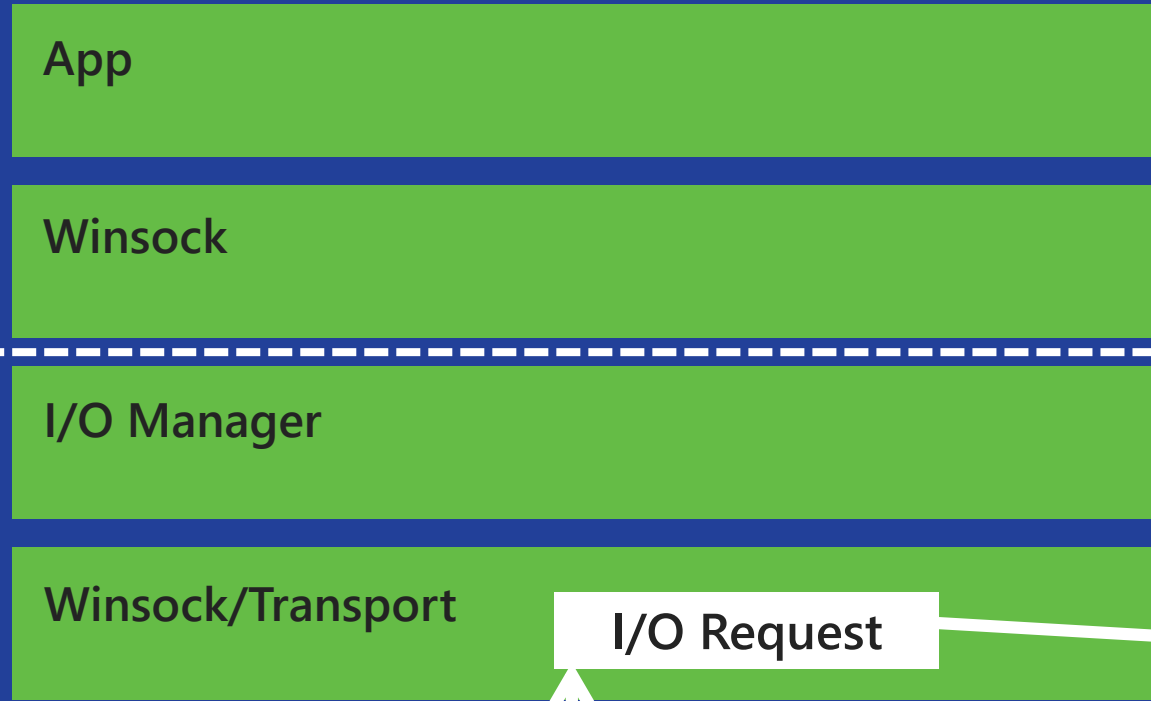 App
Winsock
I/O Manager
Winsock/Transport
I/O Request